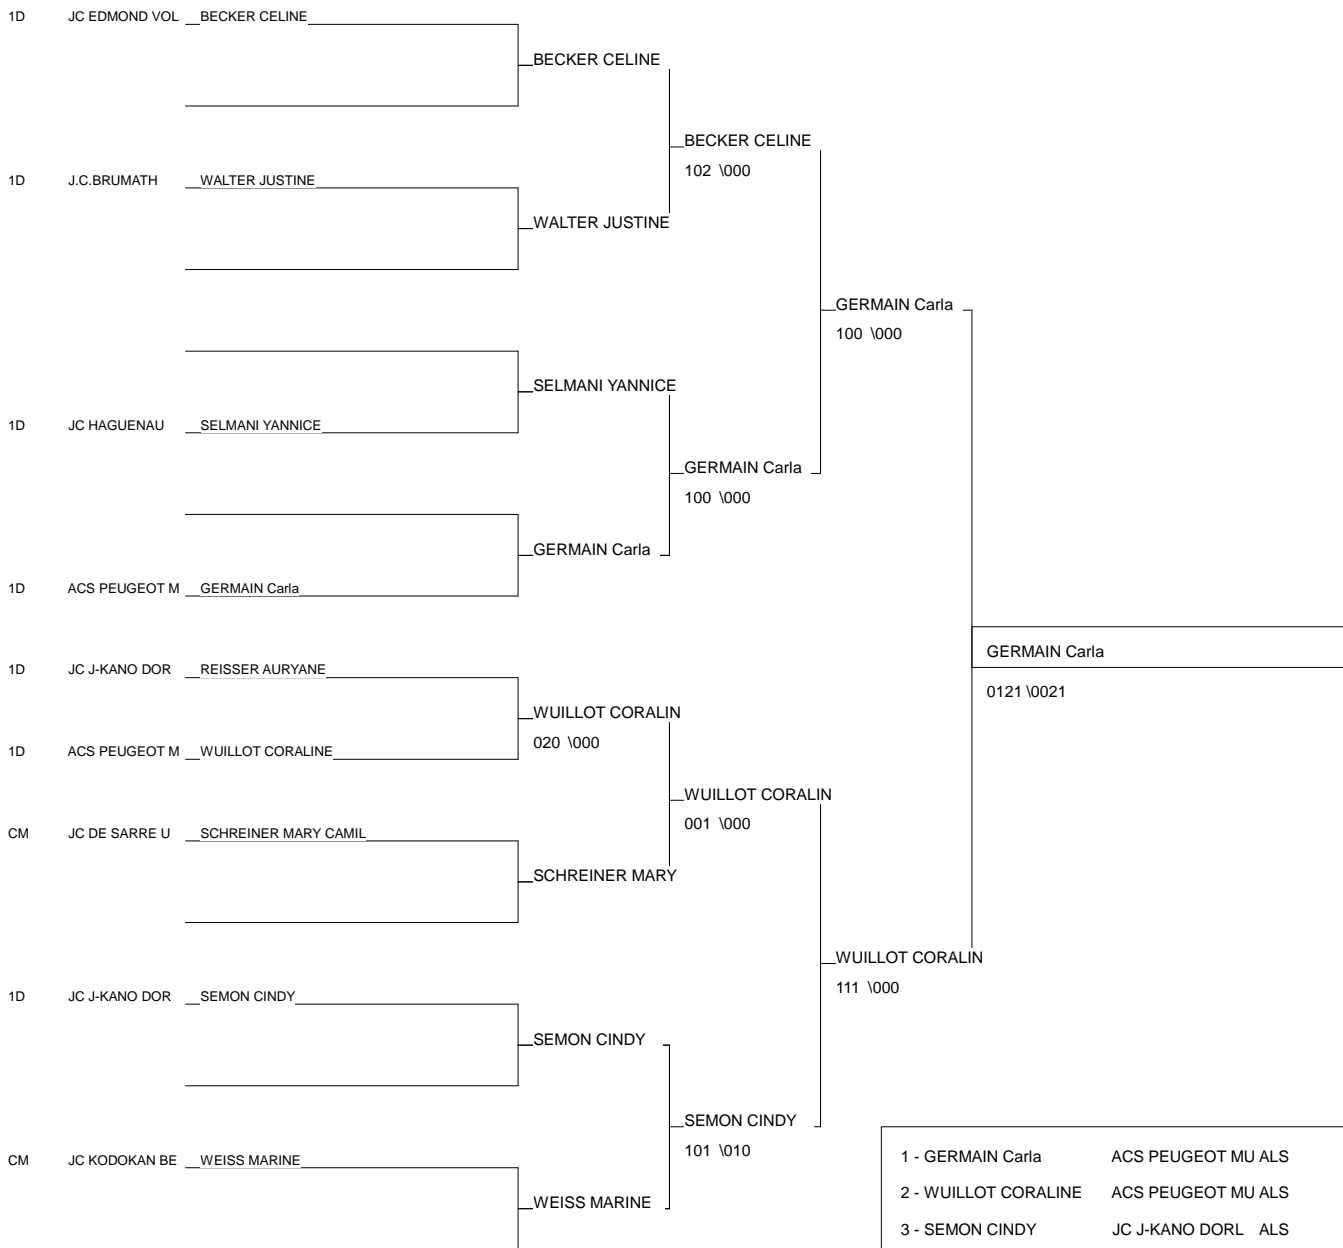 1D JC EDMOND VOL BECKER CELINE
BECKER CELINE
BECKER CELINE
102 \000
1D J.C.BRUMATH WALTER JUSTINE
WALTER JUSTINE
GERMAIN Carla
100 \000
SELMANI YANNICE
1D JC HAGUENAU SELMANI YANNICE
GERMAIN Carla
100 \000
GERMAIN Carla
1D ACS PEUGEOT M GERMAIN Carla
GERMAIN Carla
0121 \0021
1D JC J-KANO DOR REISSER AURYANE
WUILLOT CORALIN
020 \000
1D ACS PEUGEOT M WUILLOT CORALINE
WUILLOT CORALIN
001 \000
CM JC DE SARRE U SCHREINER MARY CAMIL
SCHREINER MARY
WUILLOT CORALIN
111 \000
1D JC J-KANO DOR SEMON CINDY
SEMON CINDY
SEMON CINDY
101 \010
CM JC KODOKAN BE WEISS MARINE
WEISS MARINE
1 - GERMAIN Carla ACS PEUGEOT MU ALS
2 - WUILLOT CORALINE ACS PEUGEOT MU ALS
3 - SEMON CINDY JC J-KANO DORL ALS